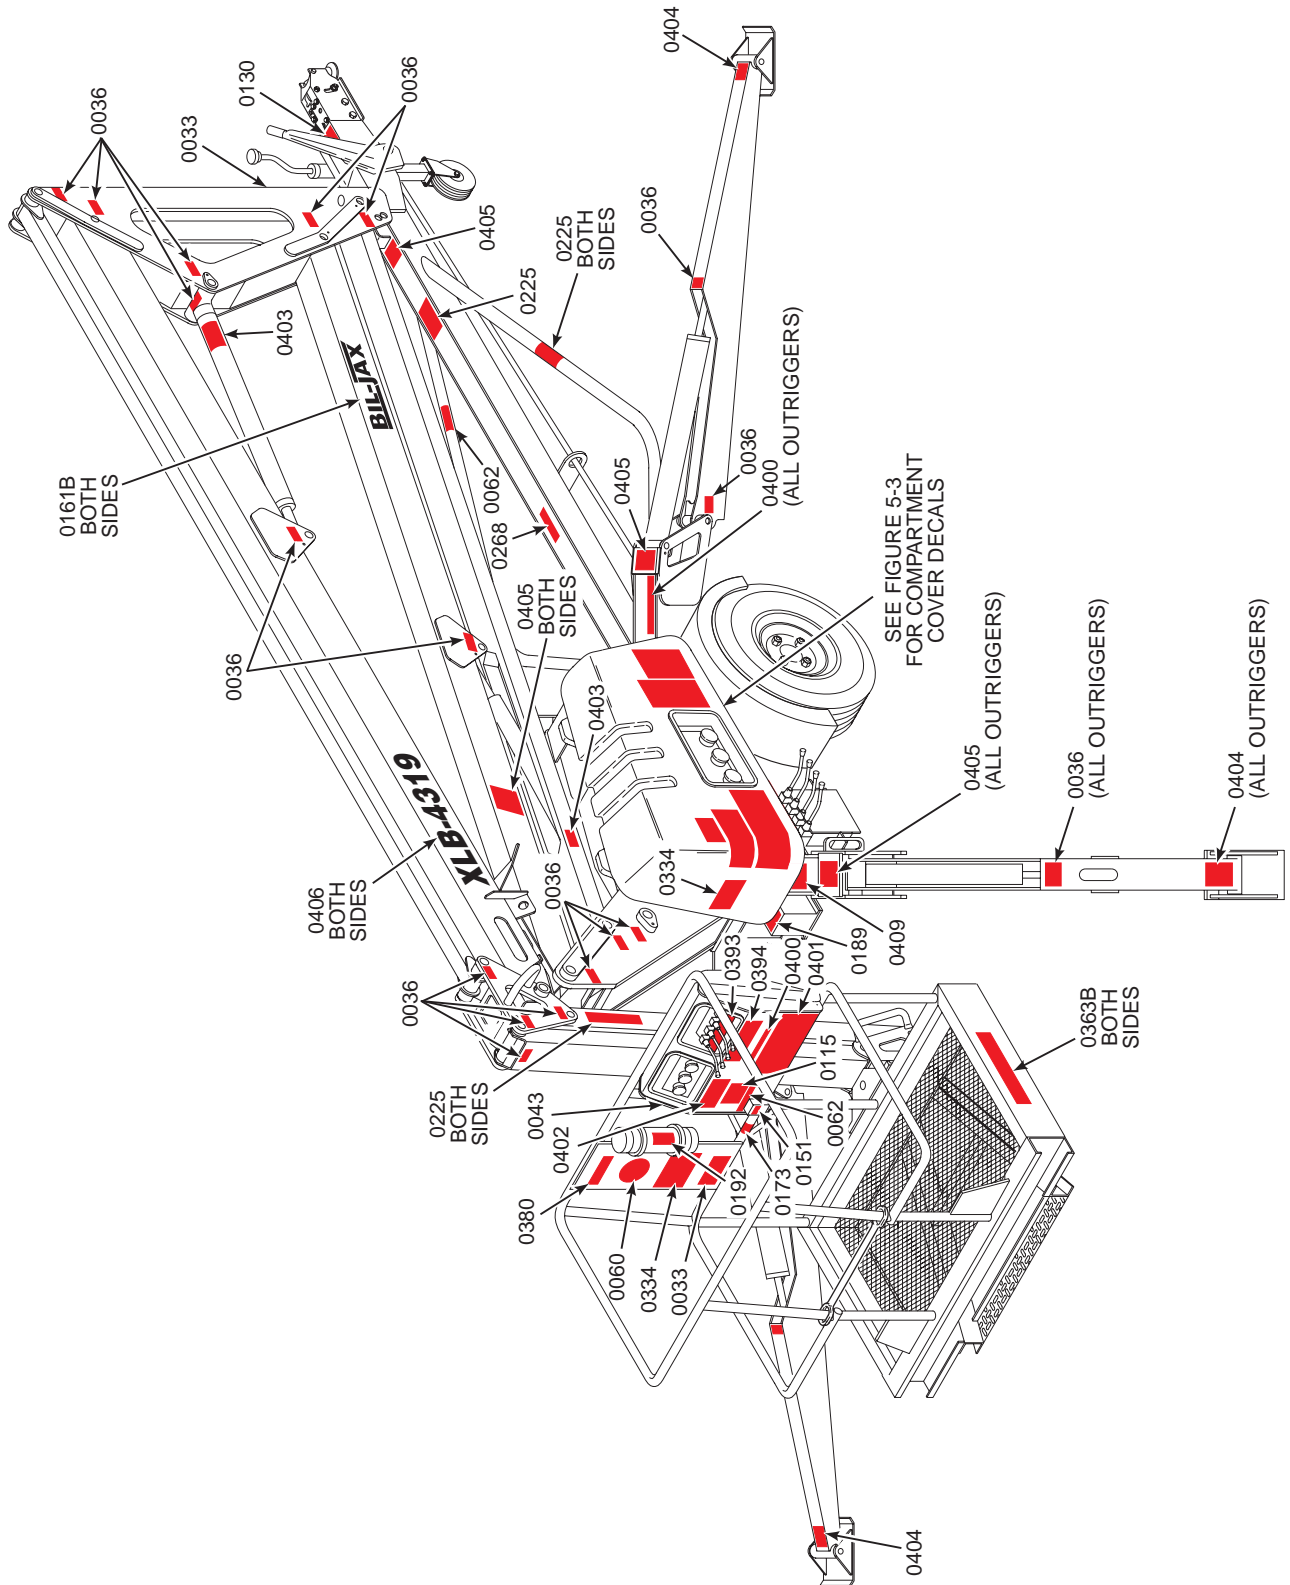 0404
0130
0036
0036
0033
0405
0225
BOTH
SIDES
0036
0225
0403
BIL-JAX
0161B
BOTH
SIDES
0062
0405
0036
0400
(ALL OUTRIGGERS)
0268
SEE FIGURE 5-3
FOR COMPARTMENT
COVER DECALS
0405
BOTH
SIDES
0036
0403
XLB-4319
0405
(ALL OUTRIGGERS)
0036
(ALL OUTRIGGERS)
0404
(ALL OUTRIGGERS)
0406
BOTH
SIDES
0334
0036
0189
0409
0393
0394
0400
0401
0036
0363B
BOTH
SIDES
0225
BOTH
SIDES
0043
0402
0115
0062
0151
0173
0192
0380
0060
0334
0033
0404